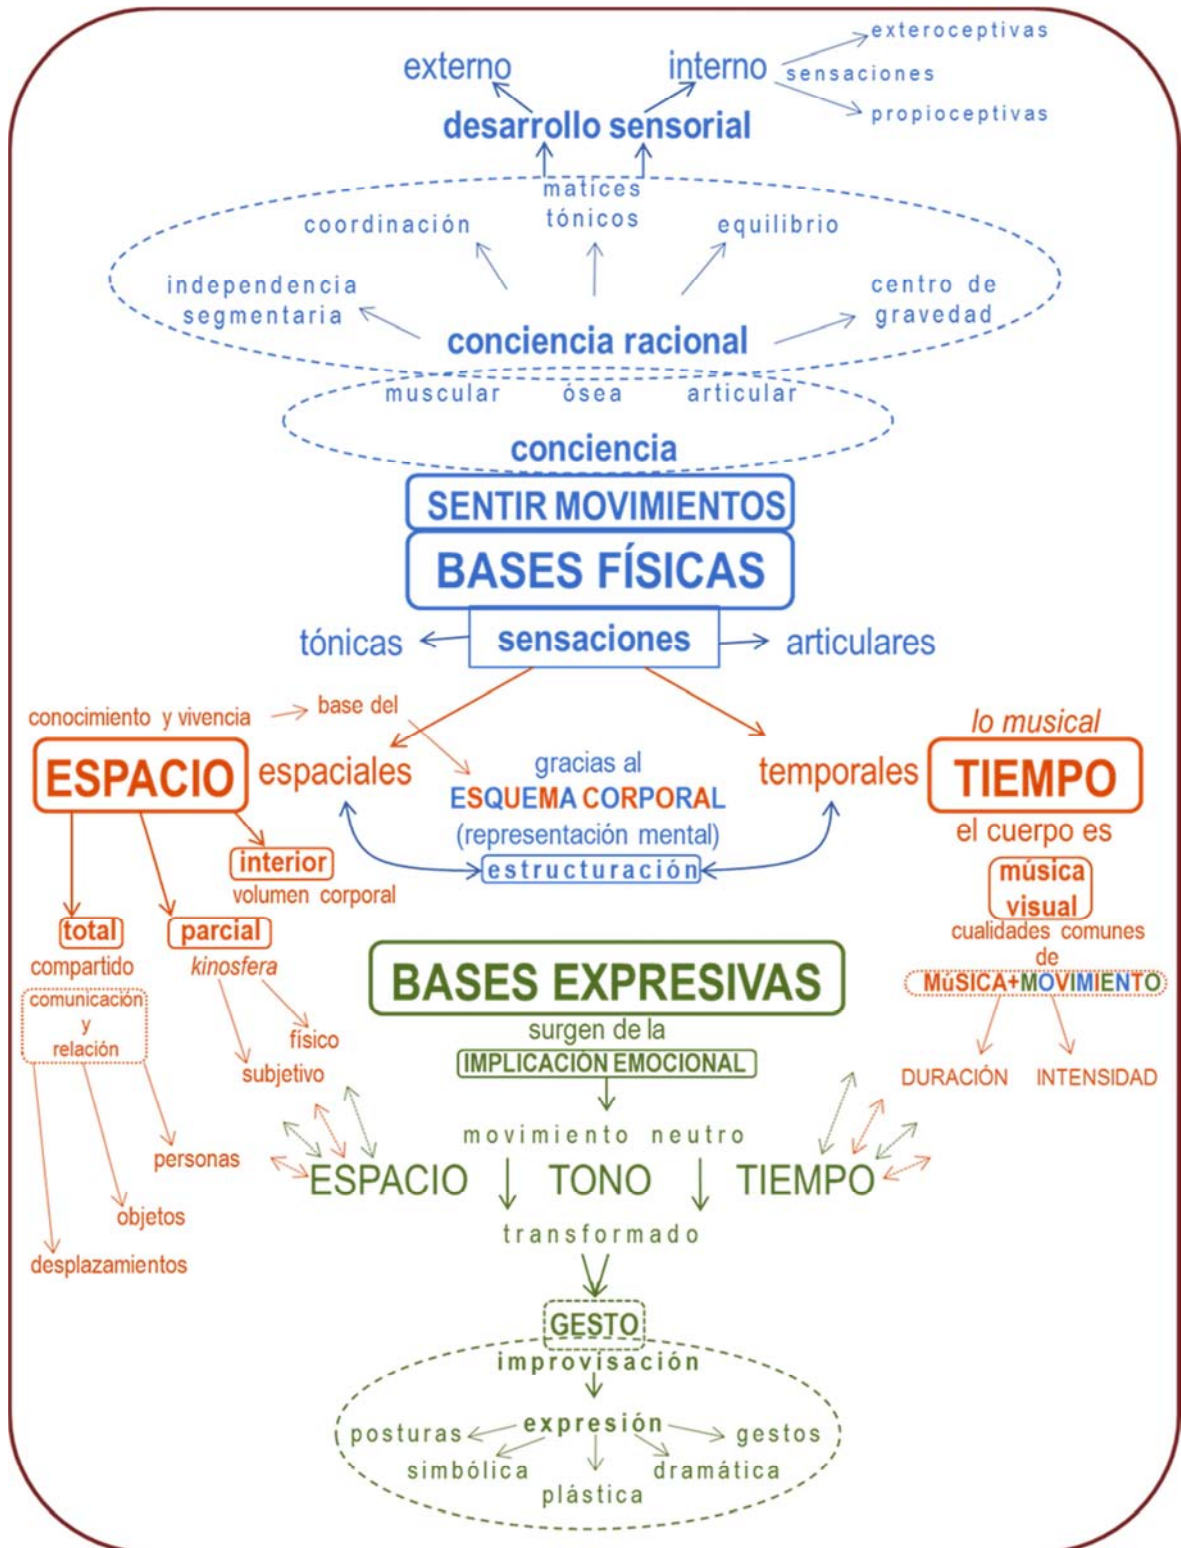 exteroceptivas
externo interno sensaciones
propioceptivas
desarrollo sensorial
matices
tónicos
coordinación equilibrio
independencia
segmentaria
centro de
gravedad
conciencia racional
muscular ósea articular
conciencia
SENTIR MOVIMIENTOS
BASES FÍSICAS
tónicas sensaciones articulares
conocimiento y vivencia base del
lo musical
ESPACIO espaciales
gracias al
ESQUEMA CORPORAL
(representación mental)
estructuración
temporales TIEMPO
el cuerpo es
música
visual
cualidades comunes
de
MúSICA+MOVIMIENTO
DURACIÓN INTENSIDAD
interior
volumen corporal
total parcial
compartido kinosfera
comunicación
y
relación
físico
subjetivo
personas
objetos
desplazamientos
BASES EXPRESIVAS
surgen de la
IMPLICACIÓN EMOCIONAL
movimiento neutro
ESPACIO TONO TIEMPO
transformado
GESTO
improvisación
expresión
posturas gestos
simbólica dramática
plástica